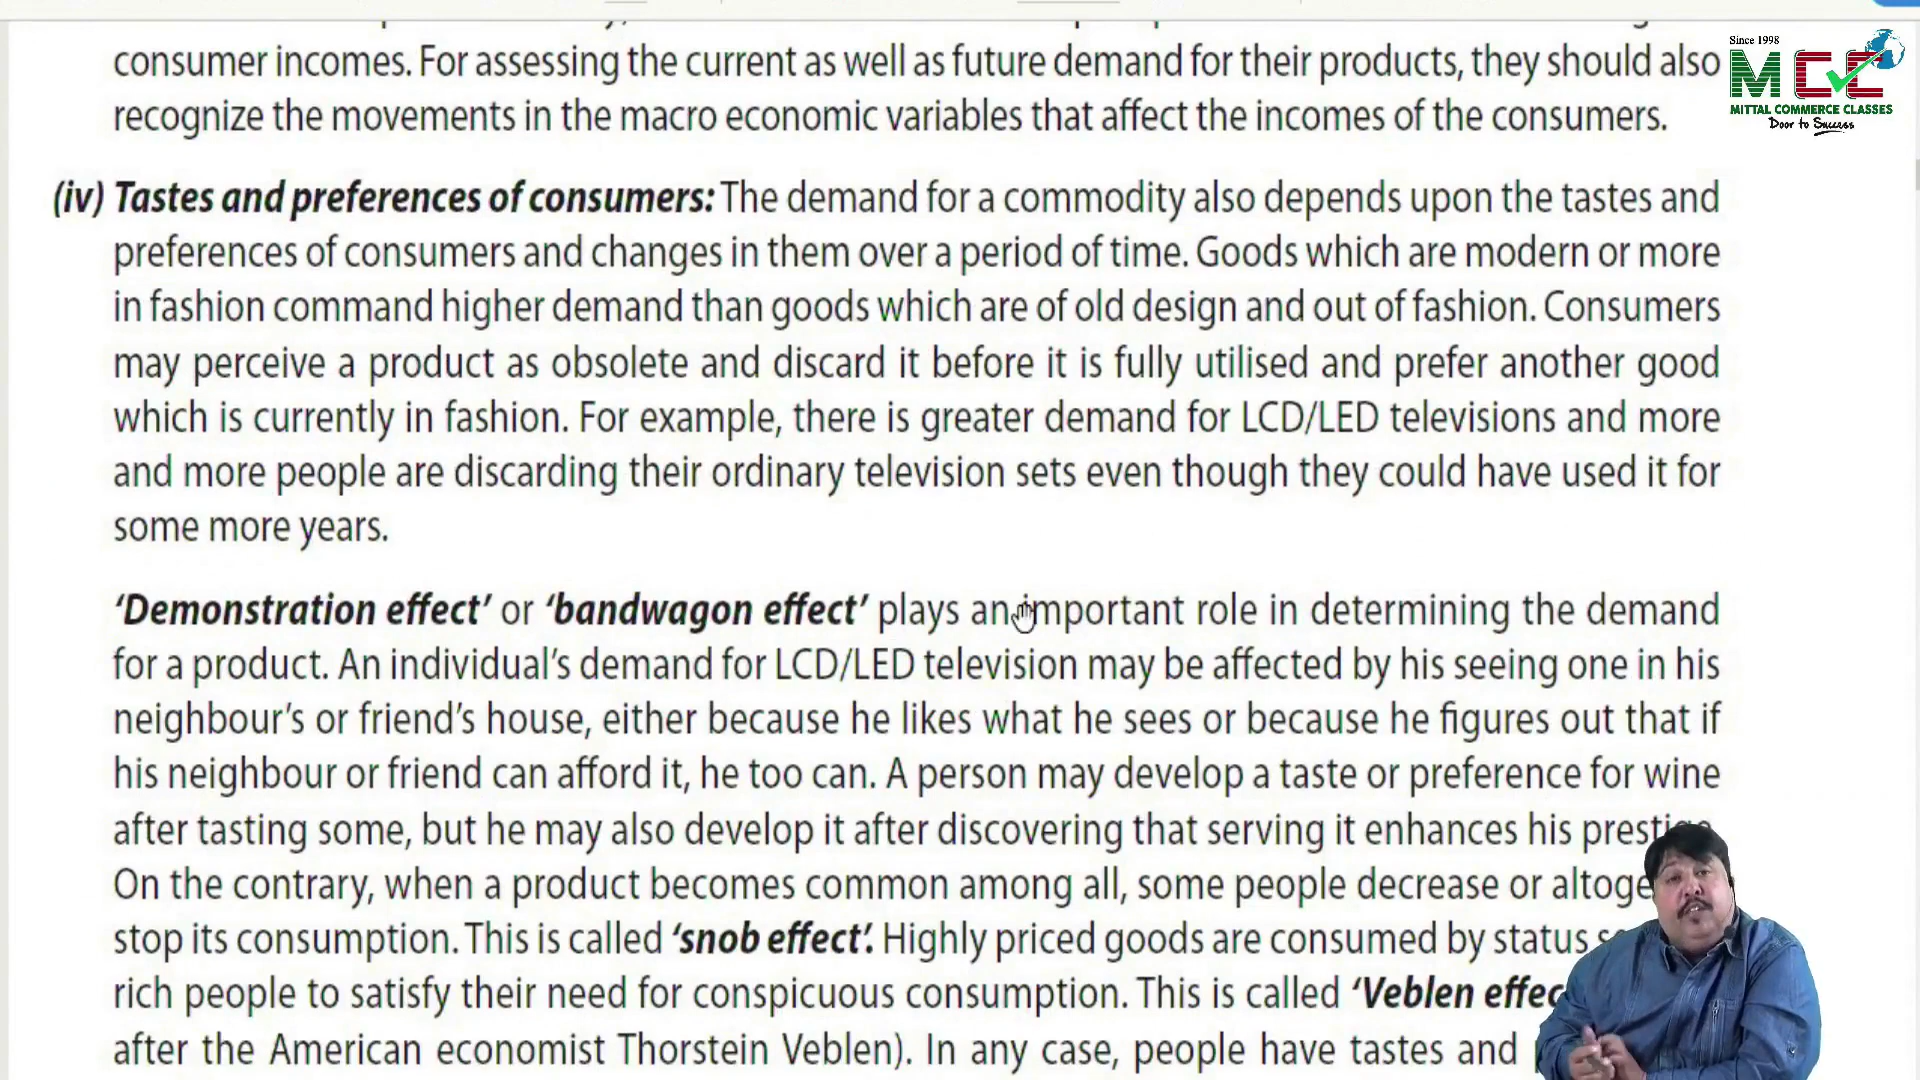 consumer incomes. For assessing the current as well as future demand for their products, they should also
recognize the movements in the macro economic variables that affect the incomes of the consumers.
Since 1998
MCC
MITTAL COMMERCE CLASSES
Door to Success
(iv) Tastes and preferences of consumers: The demand for a commodity also depends upon the tastes and
preferences of consumers and changes in them over a period of time. Goods which are modern or more
in fashion command higher demand than goods which are of old design and out of fashion. Consumers
may perceive a product as obsolete and discard it before it is fully utilised and prefer another good
which is currently in fashion. For example, there is greater demand for LCD/LED televisions and more
and more people are discarding their ordinary television sets even though they could have used it for
some more years.
‘Demonstration effect’ or ‘bandwagon effect’ plays an important role in determining the demand
for a product. An individual’s demand for LCD/LED television may be affected by his seeing one in his
neighbour’s or friend’s house, either because he likes what he sees or because he figures out that if
his neighbour or friend can afford it, he too can. A person may develop a taste or preference for wine
after tasting some, but he may also develop it after discovering that serving it enhances his prestige.
On the contrary, when a product becomes common among all, some people decrease or
stop its consumption. This is called ‘snob effect’. Highly priced goods are consumed by status
rich people to satisfy their need for conspicuous consumption. This is called ‘Veblen
after the American economist Thorstein Veblen). In any case, people have tastes and